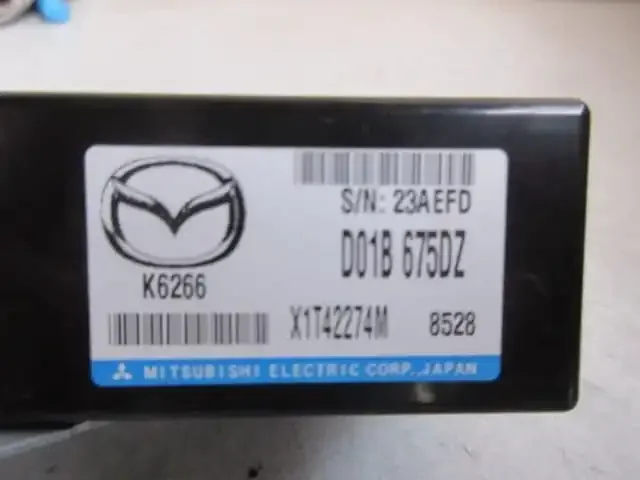 S/N: 23AEFD
D01B 675DZ
K6266
X1T42274M 8528
MITSUBISHI ELECTRIC CORP., JAPAN